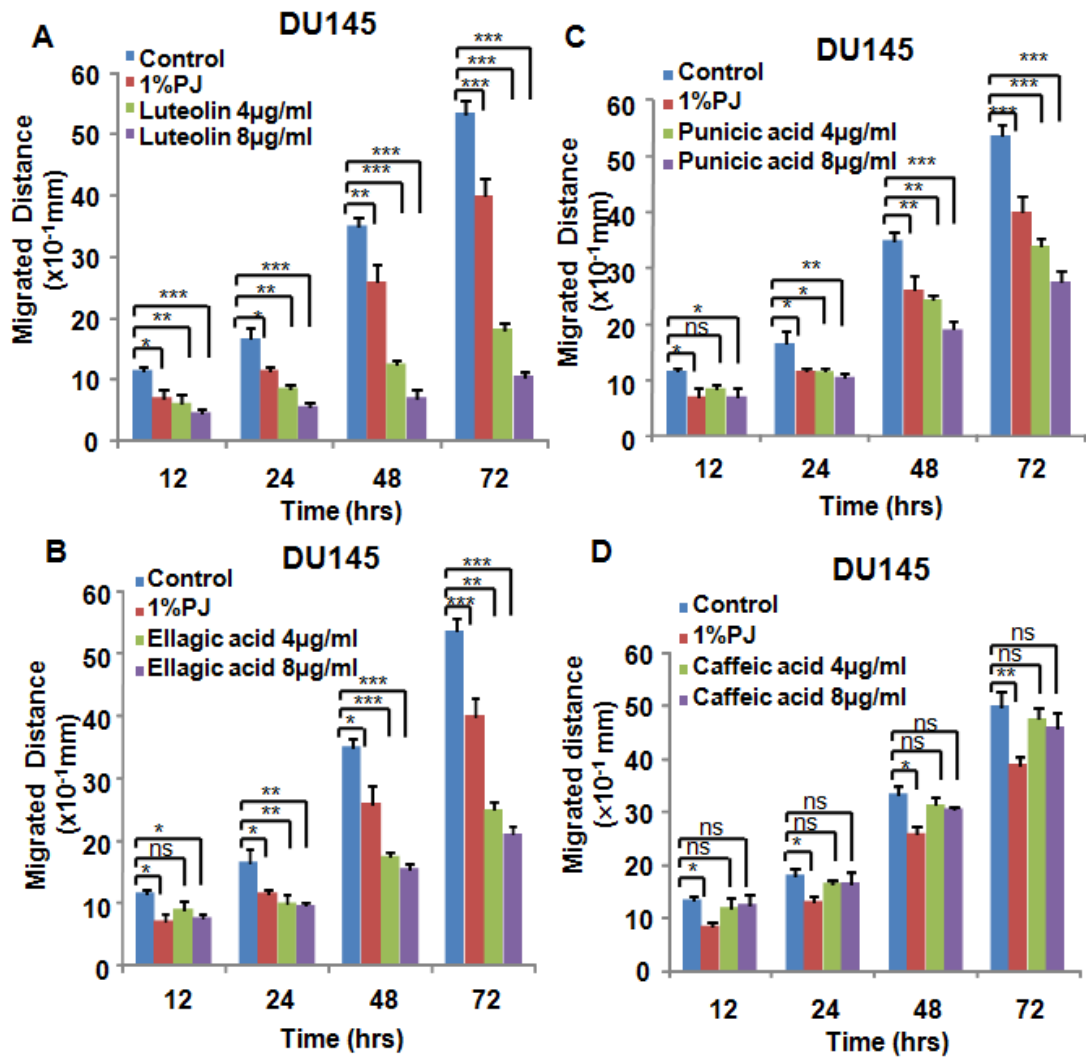 A
DU145
Control
1%PJ
Luteolin 4µg/ml
Luteolin 8µg/ml
Migrated Distance
(x10⁻¹mm)
60
50
40
30
20
10
0
*
**
***
*
**
***
**
***
***
***
***
***
12 24 48 72
Time (hrs)
B
DU145
Control
1%PJ
Ellagic acid 4µg/ml
Ellagic acid 8µg/ml
Migrated Distance
(x10⁻¹mm)
60
50
40
30
20
10
0
*
ns
*
*
**
**
*
***
***
***
**
***
12 24 48 72
Time (hrs)
C
DU145
Control
1%PJ
Punicic acid 4µg/ml
Punicic acid 8µg/ml
Migrated Distance
(x10⁻¹mm)
60
50
40
30
20
10
0
*
ns
*
*
*
**
**
**
***
***
***
***
12 24 48 72
Time (hrs)
D
DU145
Control
1%PJ
Caffeic acid 4µg/ml
Caffeic acid 8µg/ml
Migrated distance
(×10⁻¹ mm)
60
50
40
30
20
10
0
*
ns
ns
*
ns
ns
*
ns
ns
**
ns
ns
12 24 48 72
Time (hrs)